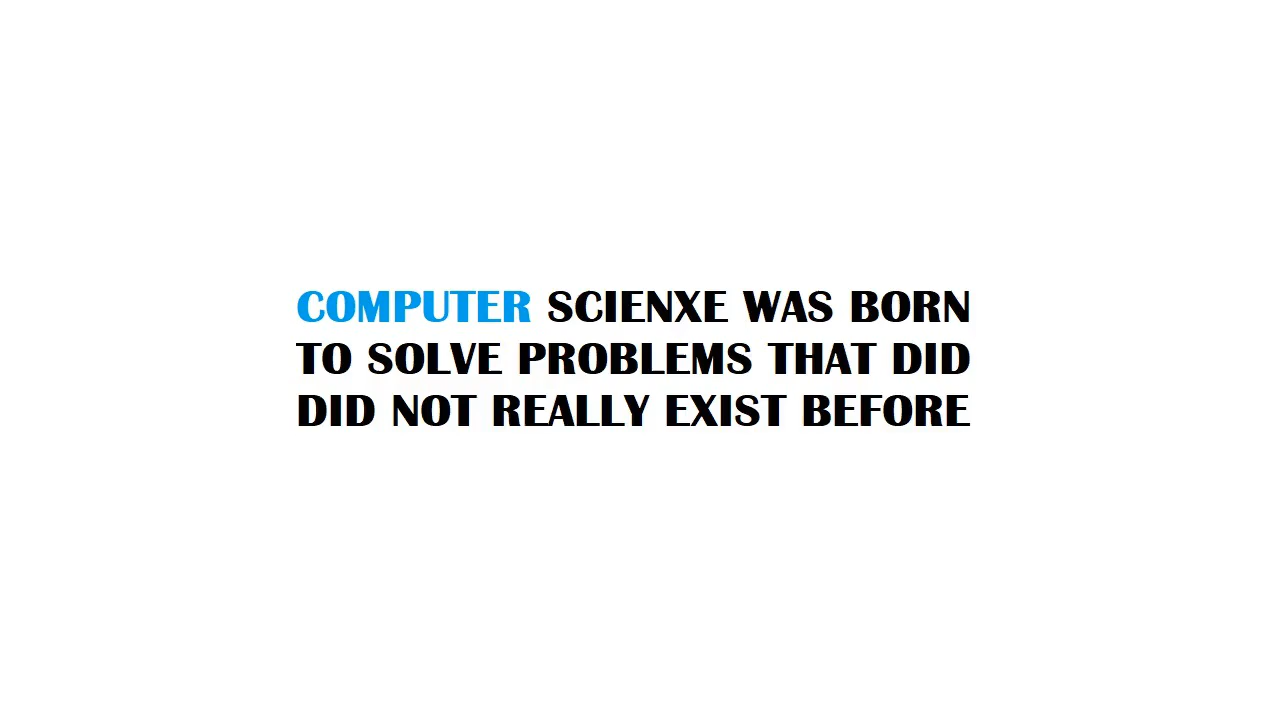 COMPUTER SCIENXE WAS BORN
TO SOLVE PROBLEMS THAT DID
DID NOT REALLY EXIST BEFORE